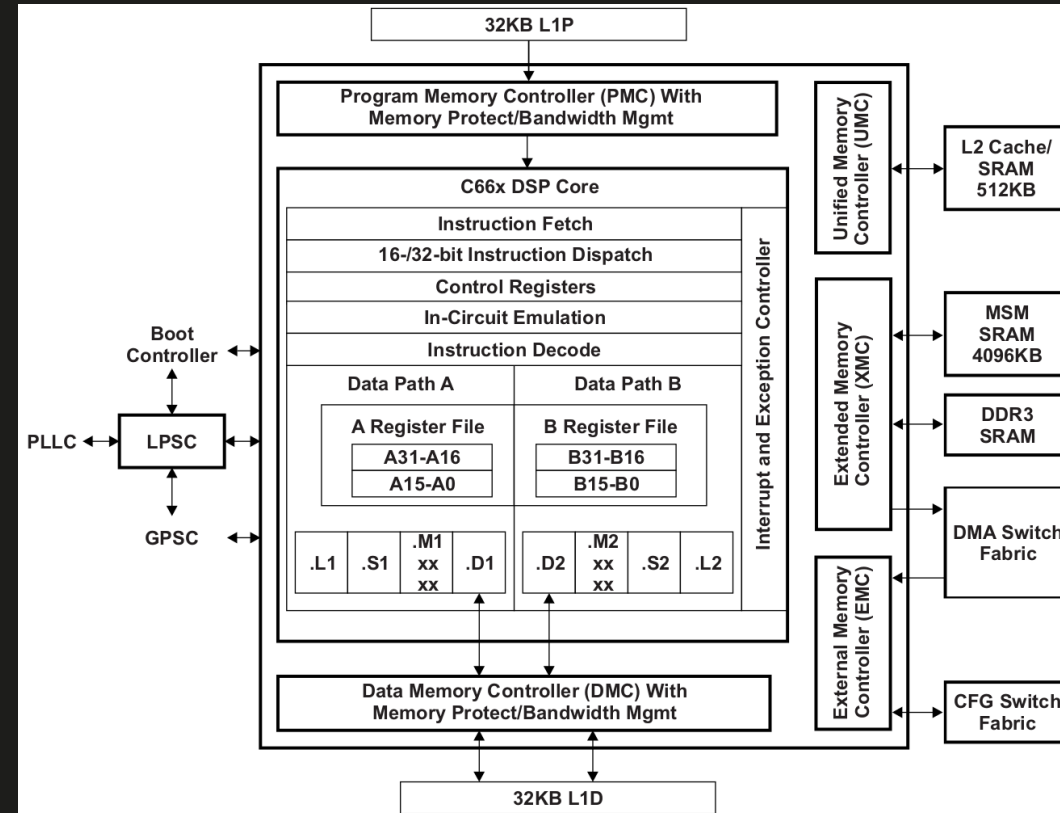 32KB L1P
Program Memory Controller (PMC) With
Memory Protect/Bandwidth Mgmt
C66x DSP Core
Instruction Fetch
16-/32-bit Instruction Dispatch
Control Registers
In-Circuit Emulation
Instruction Decode
Data Path A
Data Path B
A Register File
B Register File
A31-A16
A15-A0
B31-B16
B15-B0
.L1
.S1
.M1
xx
xx
.D1
.D2
.M2
xx
xx
.S2
.L2
Interrupt and Exception Controller
Data Memory Controller (DMC) With
Memory Protect/Bandwidth Mgmt
32KB L1D
Boot
Controller
PLLC
LPSC
GPSC
Unified Memory
Controller (UMC)
Extended Memory
Controller (XMC)
External Memory
Controller (EMC)
L2 Cache/
SRAM
512KB
MSM
SRAM
4096KB
DDR3
SRAM
DMA Switch
Fabric
CFG Switch
Fabric